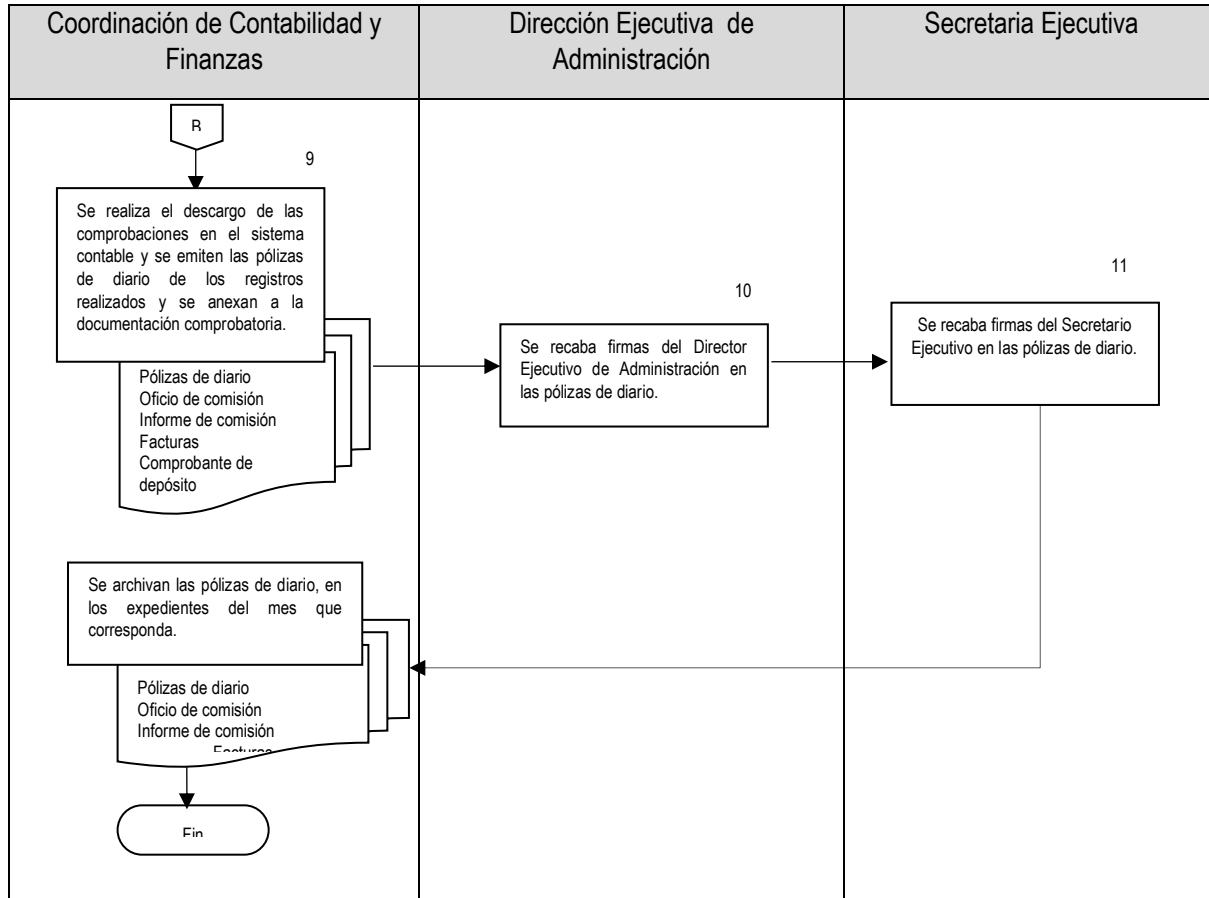 Coordinación de Contabilidad y
Finanzas
Dirección Ejecutiva de
Administración
Secretaria Ejecutiva
9
Se realiza el descargo de las
comprobaciones en el sistema
contable y se emiten las pólizas
de diario de los registros
realizados y se anexan a la
documentación comprobatoria.
Pólizas de diario
Oficio de comisión
Informe de comisión
Facturas
Comprobante de
depósito
10
Se recaba firmas del Director
Ejecutivo de Administración en
las pólizas de diario.
11
Se recaba firmas del Secretario
Ejecutivo en las pólizas de diario.
Se archivan las pólizas de diario, en
los expedientes del mes que
corresponda.
Pólizas de diario
Oficio de comisión
Informe de comisión
Facturas
Fin